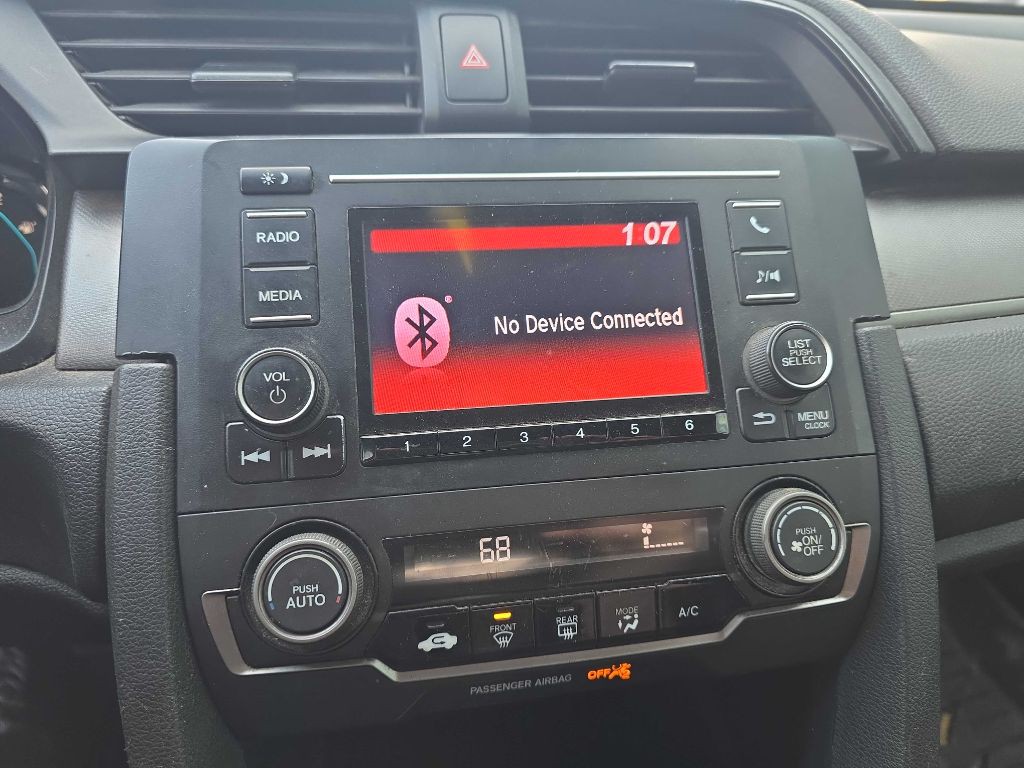 RADIO
MEDIA
VOL
1 07
No Device Connected
®
LIST
PUSH
SELECT
MENU
CLOCK
1 2 3 4 5 6
68
PUSH
AUTO
FRONT
REAR
MODE
A/C
PUSH
ON/
OFF
PASSENGER AIRBAG OFF